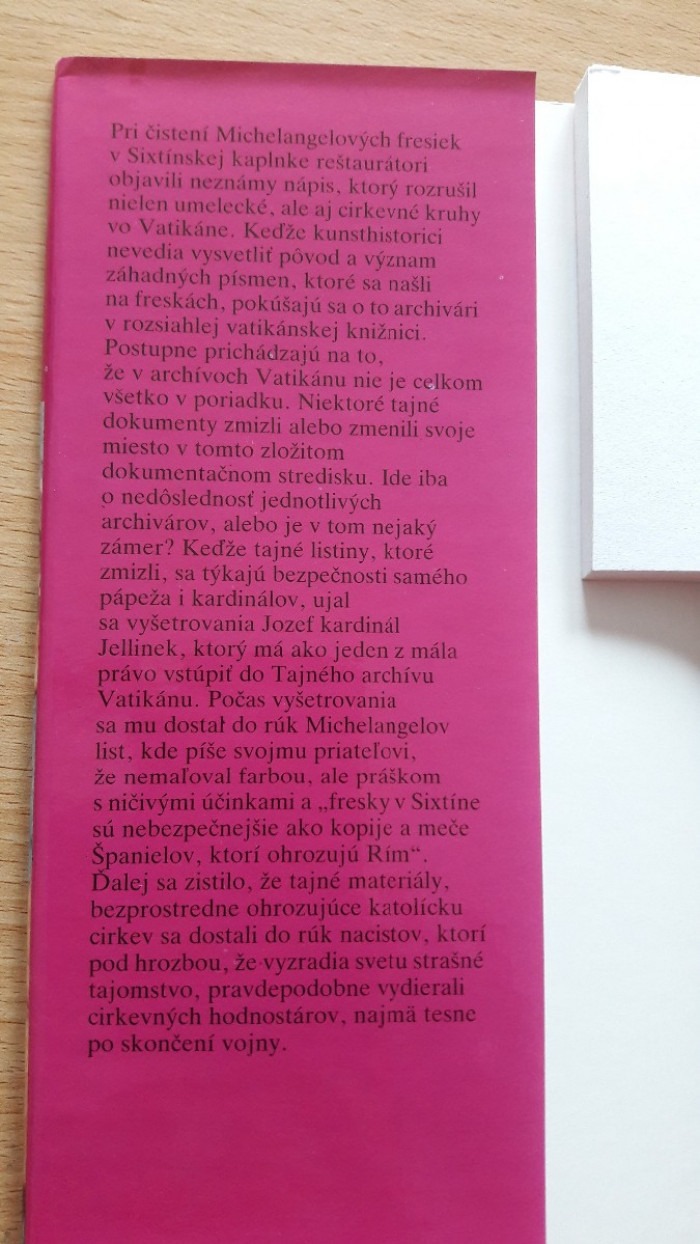 Pri čistení Michelangelových fresiek
v Sixtínskej kaplnke reštaurátori
objavili neznámy nápis, ktorý rozrušil
nielen umelecké, ale aj cirkevné kruhy
vo Vatikáne. Keďže kunsthistorici
nevedia vysvetliť pôvod a význam
záhadných písmen, ktoré sa našli
na freskách, pokúšajú sa o to archivári
v rozsiahlej vatikánskej knižnici.
Postupne prichádzajú na to,
že v archívoch Vatikánu nie je celkom
všetko v poriadku. Niektoré tajné
dokumenty zmizli alebo zmenili svoje
miesto v tomto zložitom
dokumentačnom stredisku. Ide iba
o nedôslednosť jednotlivých
archivárov, alebo je v tom nejaký
zámer? Keďže tajné listiny, ktoré
zmizli, sa týkajú bezpečnosti samého
pápeža i kardinálov, ujal
sa vyšetrovania Jozef kardinál
Jellinek, ktorý má ako jeden z mála
právo vstúpiť do Tajného archívu
Vatikánu. Počas vyšetrovania
sa mu dostal do rúk Michelangelov
list, kde píše svojmu priateľovi,
že nemaľoval farbou, ale práškom
s ničivými účinkami a „fresky v Sixtíne
sú nebezpečnejšie ako kopije a meče
Španielov, ktorí ohrozujú Rím“.
Ďalej sa zistilo, že tajné materiály,
bezprostredne ohrozujúce katolícku
cirkev sa dostali do rúk nacistov, ktorí
pod hrozbou, že vyzradia svetu strašné
tajomstvo, pravdepodobne vydierali
cirkevných hodnostárov, najmä tesne
po skončení vojny.